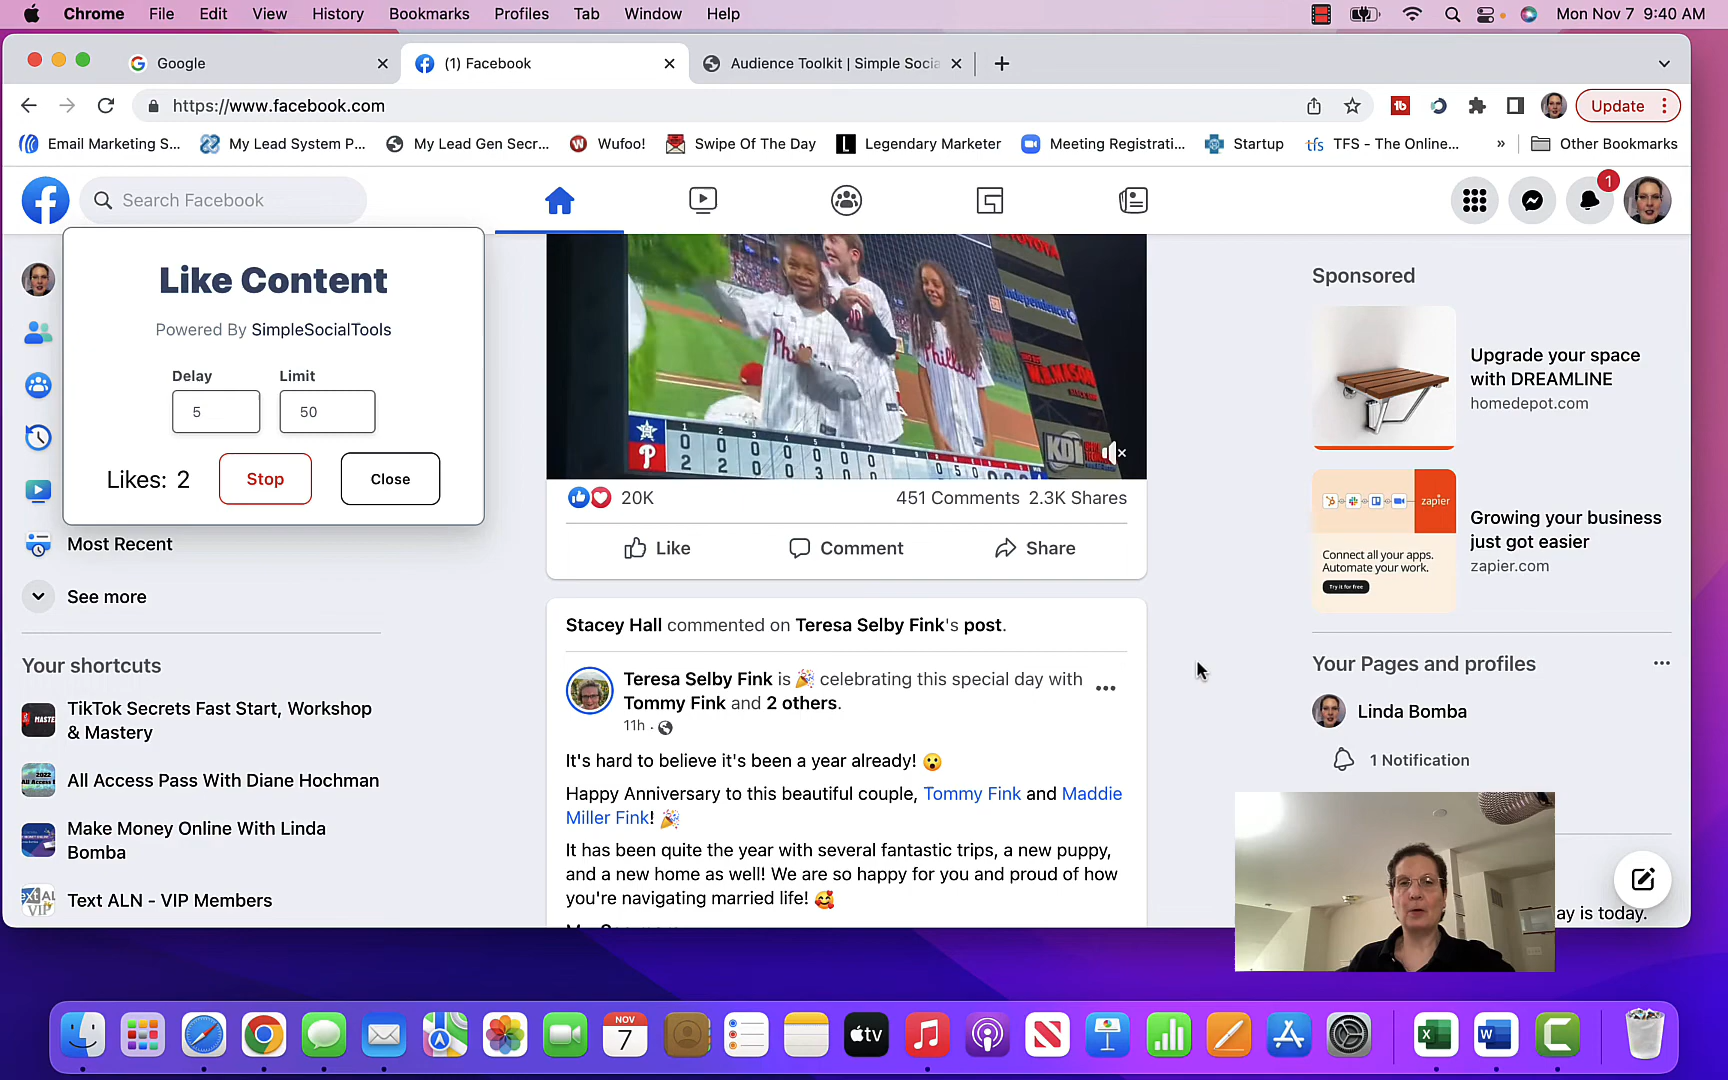 Chrome File Edit View History Bookmarks Profiles Tab Window Help
Mon Nov 7 9:40 AM
Google
(1) Facebook
Audience Toolkit | Simple Socia
https://www.facebook.com
Update
Email Marketing S...
My Lead System P...
My Lead Gen Secr...
Wufoo!
Swipe Of The Day
Legendary Marketer
Meeting Registrati...
Startup
tfs
TFS - The Online...
»
Other Bookmarks
Search Facebook
1
Like Content
Powered By SimpleSocialTools
Delay
Limit
5
50
Likes: 2
Stop
Close
Most Recent
See more
Your shortcuts
TikTok Secrets Fast Start, Workshop
& Mastery
All Access Pass With Diane Hochman
Make Money Online With Linda
Bomba
Text ALN - VIP Members
20K
451 Comments 2.3K Shares
Like
Comment
Share
Stacey Hall commented on Teresa Selby Fink's post.
Teresa Selby Fink is 🎉 celebrating this special day with
Tommy Fink and 2 others.
11h ·
It's hard to believe it's been a year already! 😮
Happy Anniversary to this beautiful couple, Tommy Fink and Maddie
Miller Fink! 🎉
It has been quite the year with several fantastic trips, a new puppy,
and a new home as well! We are so happy for you and proud of how
you're navigating married life! 🥰
Sponsored
Upgrade your space
with DREAMLINE
homedepot.com
zapier
Connect all your apps.
Automate your work.
Try it for free
Growing your business
just got easier
zapier.com
Your Pages and profiles
Linda Bomba
1 Notification
ay is today.
NOV
7
tv